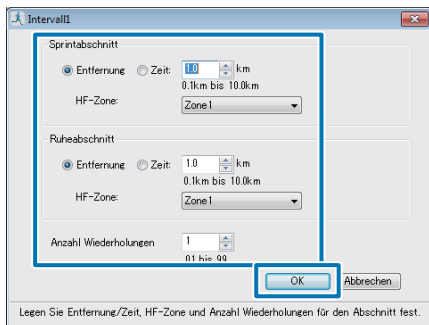 Intervall1
Sprintabschnitt
Entfernung Zeit: 1.0 km
0.1km bis 10.0km
HF-Zone: Zone1
Ruheabschnitt
Entfernung Zeit: 1.0 km
0.1km bis 10.0km
HF-Zone: Zone1
Anzahl Wiederholungen 1
01 bis 99
OK Abbrechen
Legen Sie Entfernung/Zeit, HF-Zone und Anzahl Wiederholungen für den Abschnitt fest.